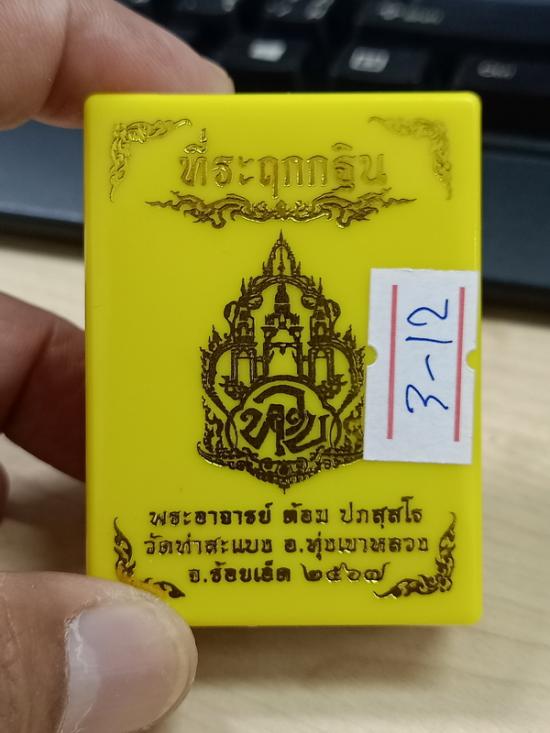 ที่ระฤกกฐิน
3-12
พระอาจารย์ ต้อม ปภสฺสโร
วัดท่าสะแบง อ.ทุ่งเขาหลวง
จ.ร้อยเอ็ด ๒๕๖๗